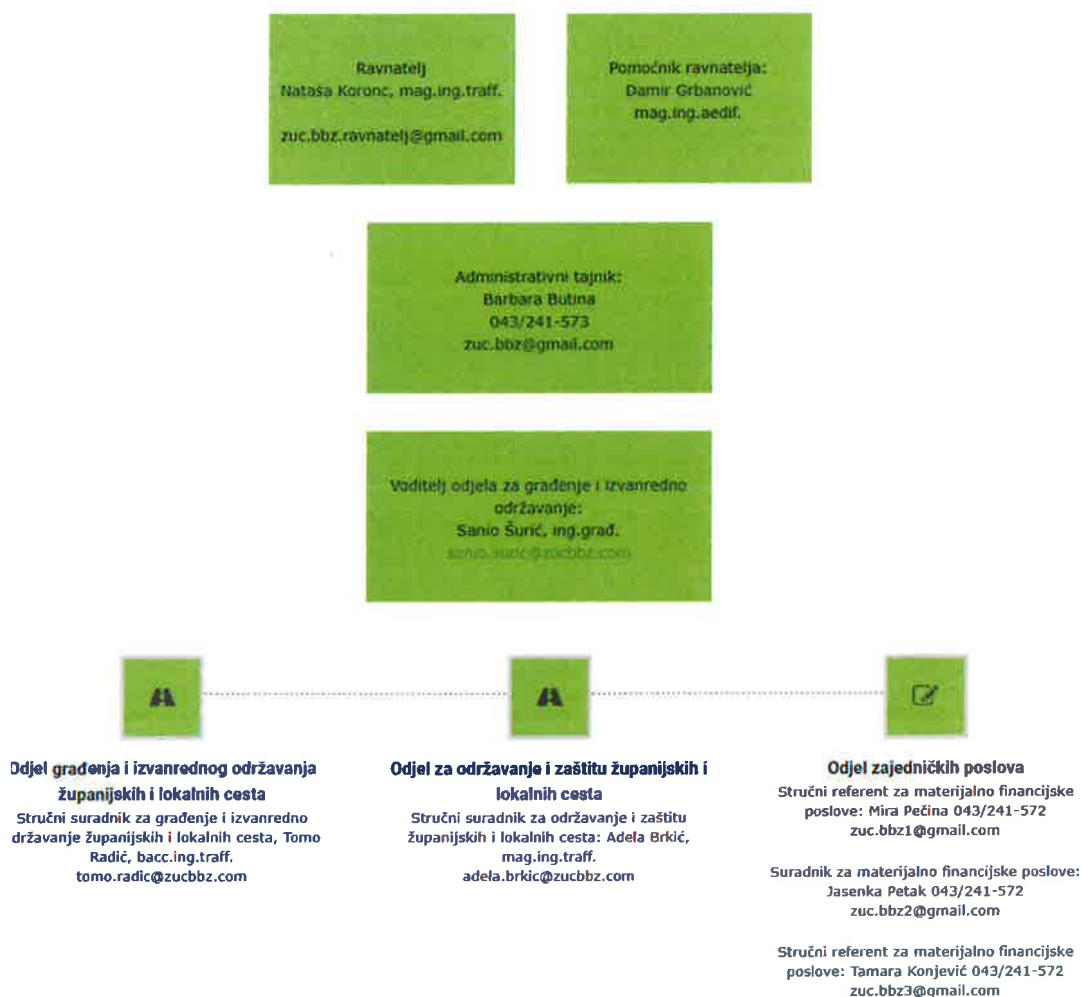 Ravnatelj
Nataša Koronc, mag.ing.traff.
zuc.bbz.ravnatelj@gmail.com
Pomoćnik ravnatelja:
Damir Grbanović
mag.ing.aedif.
Administrativni tajnik:
Barbara Butina
043/241-573
zuc.bbz@gmail.com
Voditelj odjela za građenje i izvanredno
održavanje:
Sanio Šurić, ing.građ.
sanio.suric@zucbbz.com
Odjel građenja i izvanrednog održavanja
županijskih i lokalnih cesta
Stručni suradnik za građenje i izvanredno
državanje županijskih i lokalnih cesta, Tomo
Radić, bacc.ing.traff.
tomo.radic@zucbbz.com
Odjel za održavanje i zaštitu županijskih i
lokalnih cesta
Stručni suradnik za održavanje i zaštitu
županijskih i lokalnih cesta: Adela Brkić,
mag.ing.traff.
adela.brkic@zucbbz.com
Odjel zajedničkih poslova
Stručni referent za materijalno financijske
poslove: Mira Pečina 043/241-572
zuc.bbz1@gmail.com
Suradnik za materijalno financijske poslove:
Jasenka Petak 043/241-572
zuc.bbz2@gmail.com
Stručni referent za materijalno financijske
poslove: Tamara Konjević 043/241-572
zuc.bbz3@gmail.com